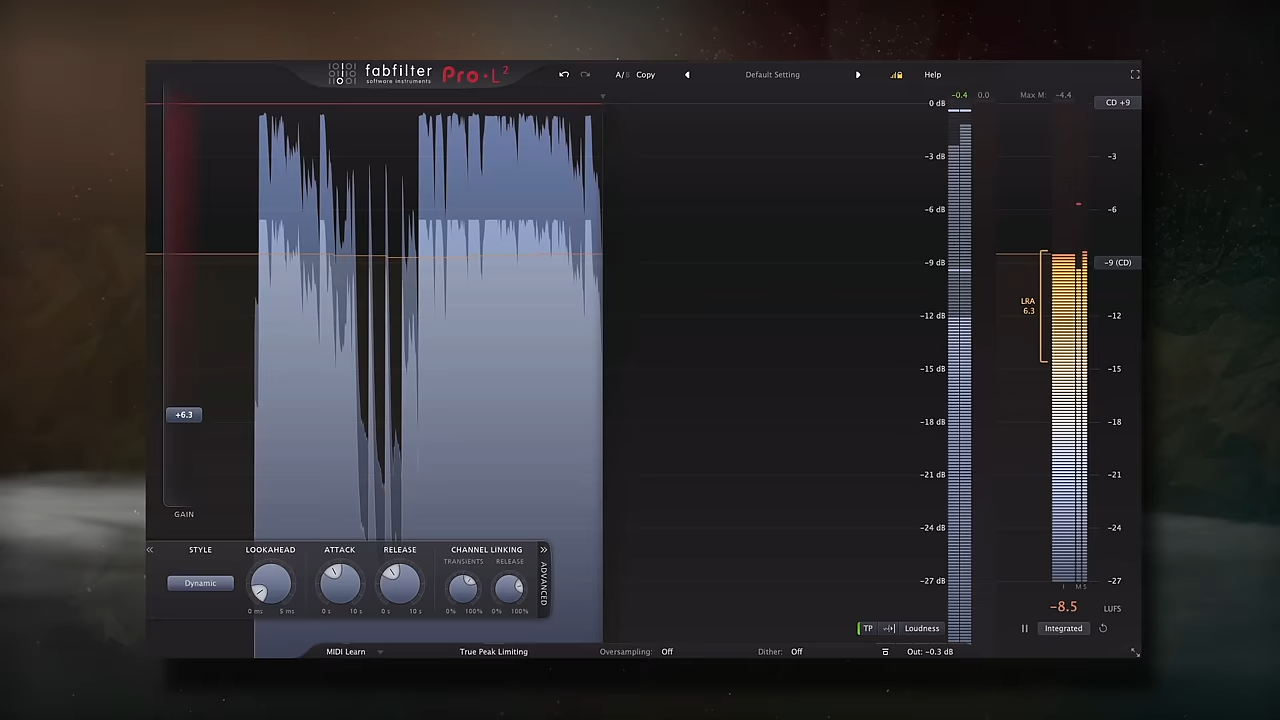 fabfilter
software instruments
Pro·L²
A/B
Copy
Default Setting
Help
-0.4
0.0
Max M: -4.4
0 dB
CD +9
-3 dB
-3
-6 dB
-6
-9 dB
-9 (CD)
LRA
6.3
-12 dB
-12
-15 dB
-15
+6.3
-18 dB
-18
-21 dB
-21
GAIN
-24 dB
-24
STYLE
LOOKAHEAD
ATTACK
RELEASE
CHANNEL LINKING
TRANSIENTS
RELEASE
ADVANCED
Dynamic
-27 dB
-27
I
M
S
0 ms
5 ms
0 s
10 s
0 s
10 s
0%
100%
0%
100%
-8.5
LUFS
TP
Loudness
Integrated
MIDI Learn
True Peak Limiting
Oversampling: Off
Dither: Off
Out: -0.3 dB